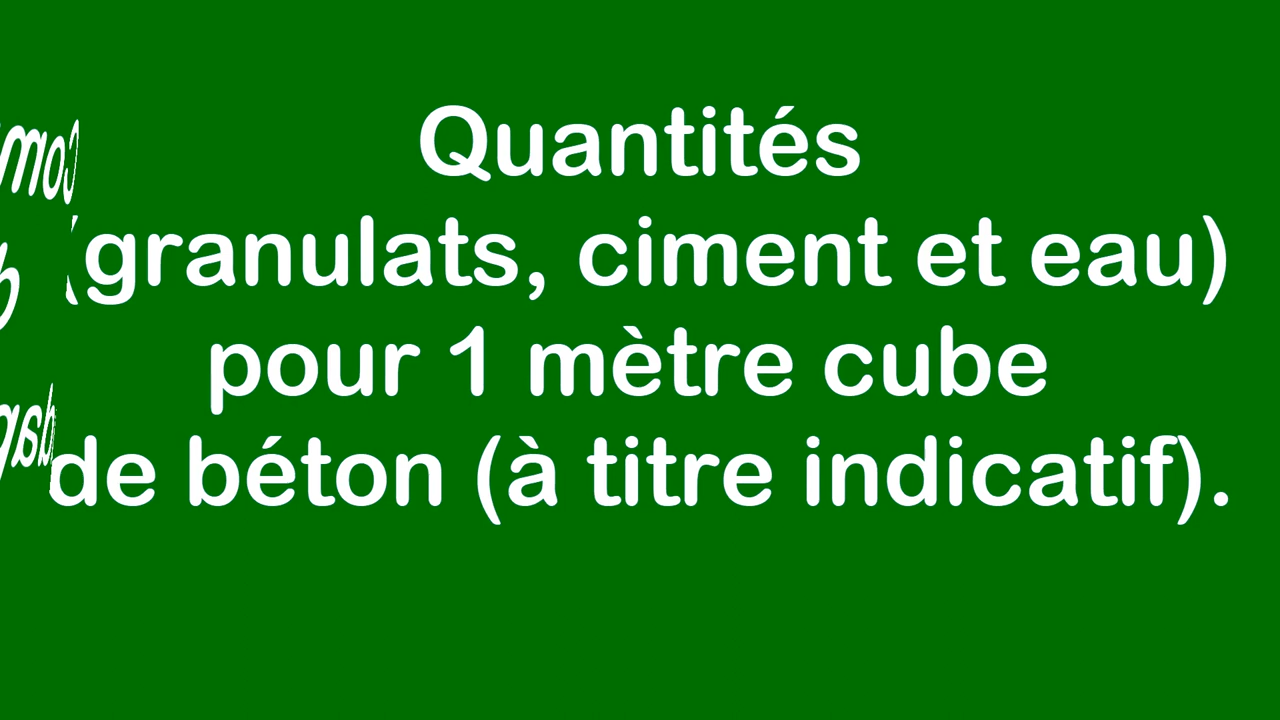 Quantités
(granulats, ciment et eau)
pour 1 mètre cube
de béton (à titre indicatif).